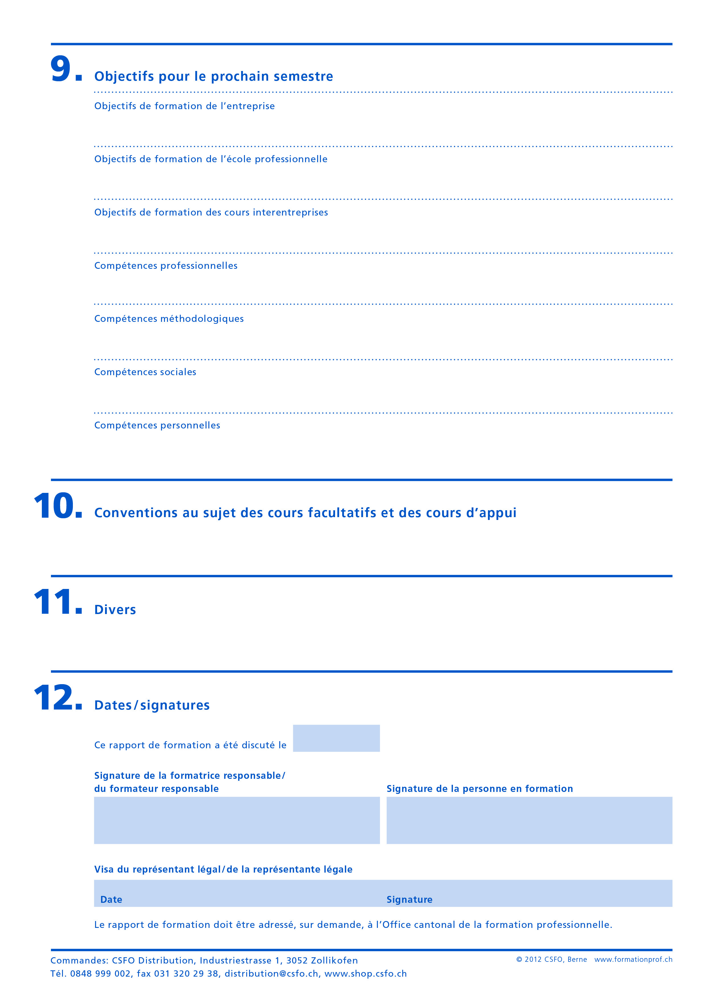 9. Objectifs pour le prochain semestre
Objectifs de formation de l’entreprise
Objectifs de formation de l’école professionnelle
Objectifs de formation des cours interentreprises
Compétences professionnelles
Compétences méthodologiques
Compétences sociales
Compétences personnelles
10. Conventions au sujet des cours facultatifs et des cours d’appui
11. Divers
12. Dates/signatures
Ce rapport de formation a été discuté le
Signature de la formatrice responsable/
du formateur responsable
Signature de la personne en formation
Visa du représentant légal/de la représentante légale
Date
Signature
Le rapport de formation doit être adressé, sur demande, à l’Office cantonal de la formation professionnelle.
Commandes: CSFO Distribution, Industriestrasse 1, 3052 Zollikofen
Tél. 0848 999 002, fax 031 320 29 38, distribution@csfo.ch, www.shop.csfo.ch
© 2012 CSFO, Berne www.formationprof.ch